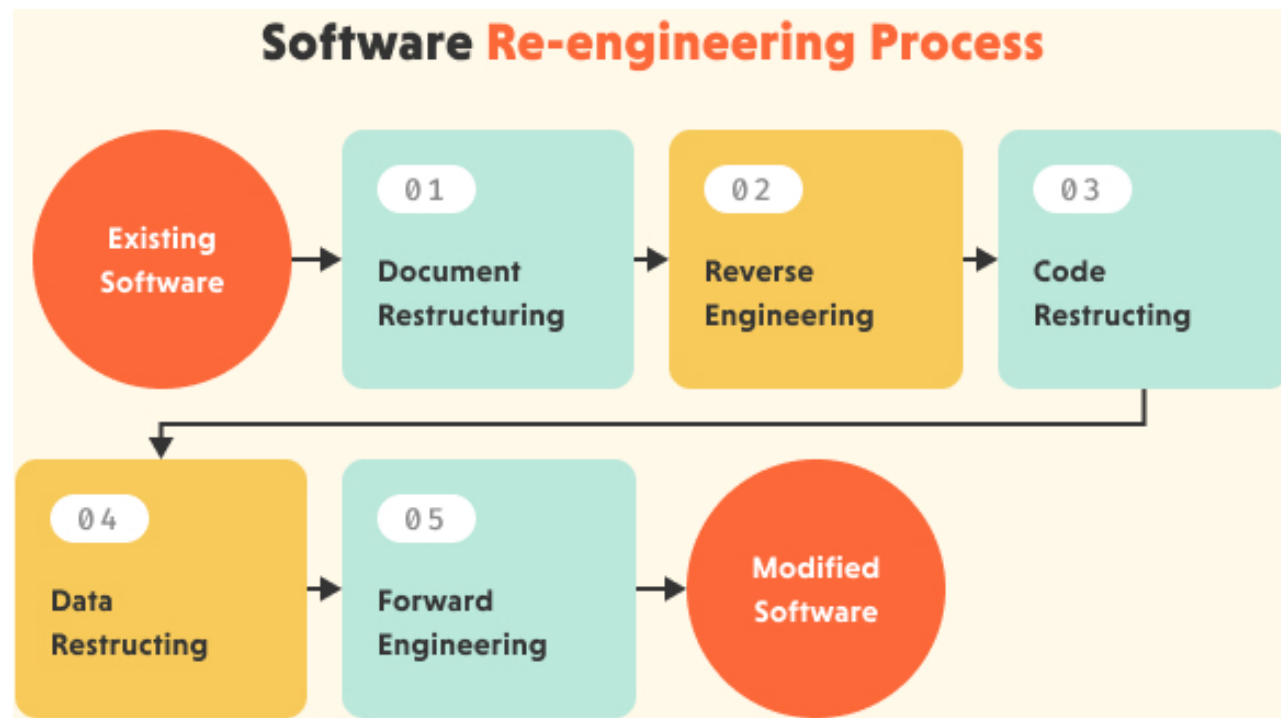 Software Re-engineering Process
Existing
Software
01
Document
Restructuring
02
Reverse
Engineering
03
Code
Restructing
04
Data
Restructing
05
Forward
Engineering
Modified
Software